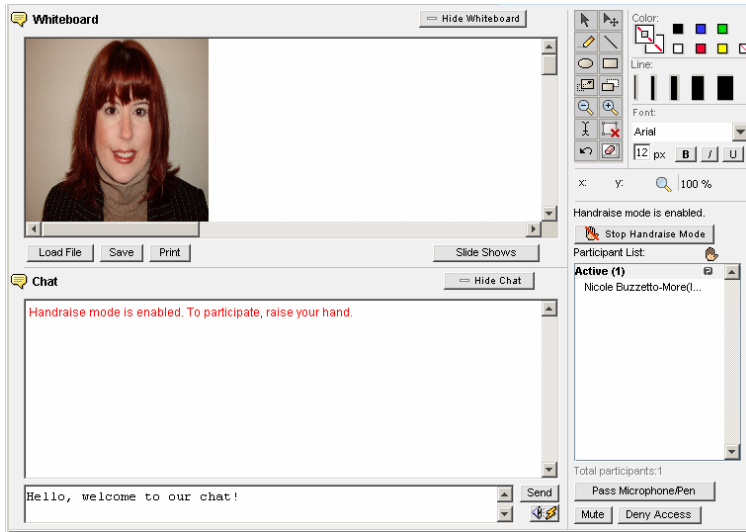 Whiteboard
Hide Whiteboard
Load File
Save
Print
Slide Shows
Chat
Hide Chat
Handraise mode is enabled. To participate, raise your hand.
Hello, welcome to our chat!
Send
Color:
Line:
Font:
Arial
12 px B I U
x: y: 100 %
Handraise mode is enabled.
Stop Handraise Mode
Participant List:
Active (1)
Nicole Buzzetto-More(I...
Total participants:1
Pass Microphone/Pen
Mute
Deny Access